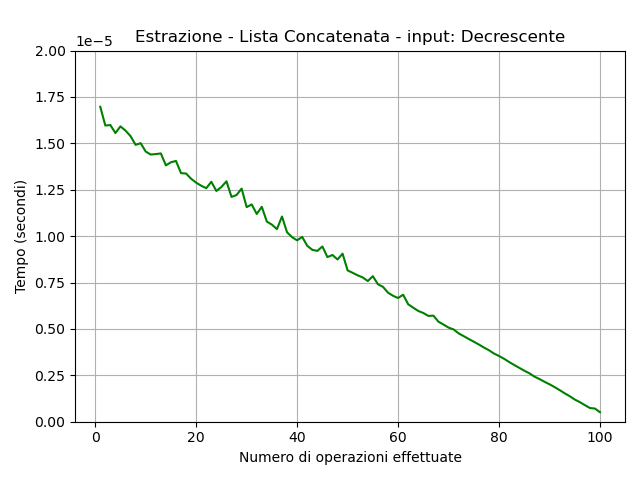 Estrazione - Lista Concatenata - input: Decrescente
1e−5
2.00
1.75
1.50
1.25
1.00
0.75
0.50
0.25
0.00
Tempo (secondi)
0 20 40 60 80 100
Numero di operazioni effettuate